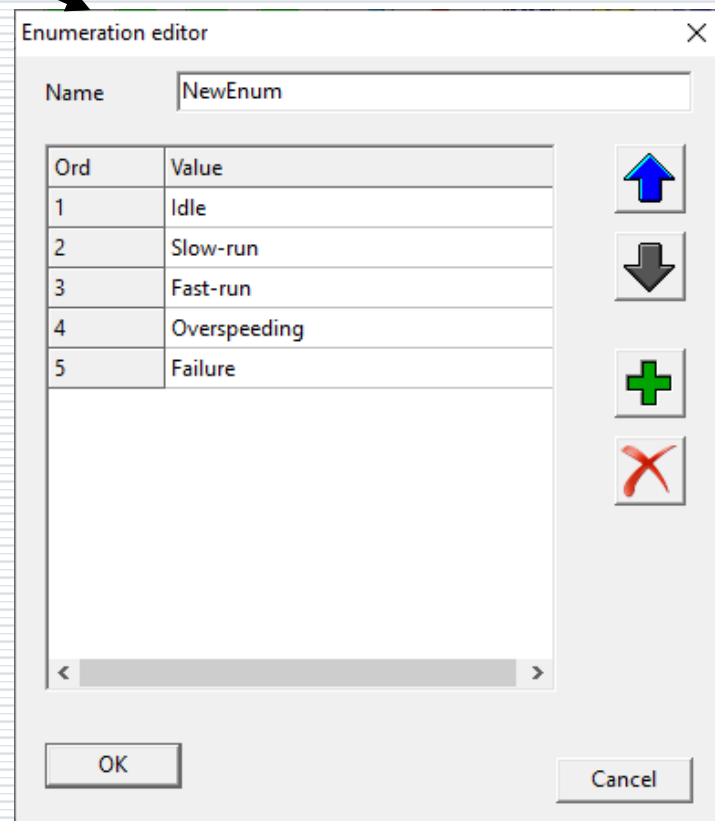 Enumeration editor
Name NewEnum
Ord Value
1 Idle
2 Slow-run
3 Fast-run
4 Overspeeding
5 Failure
OK
Cancel